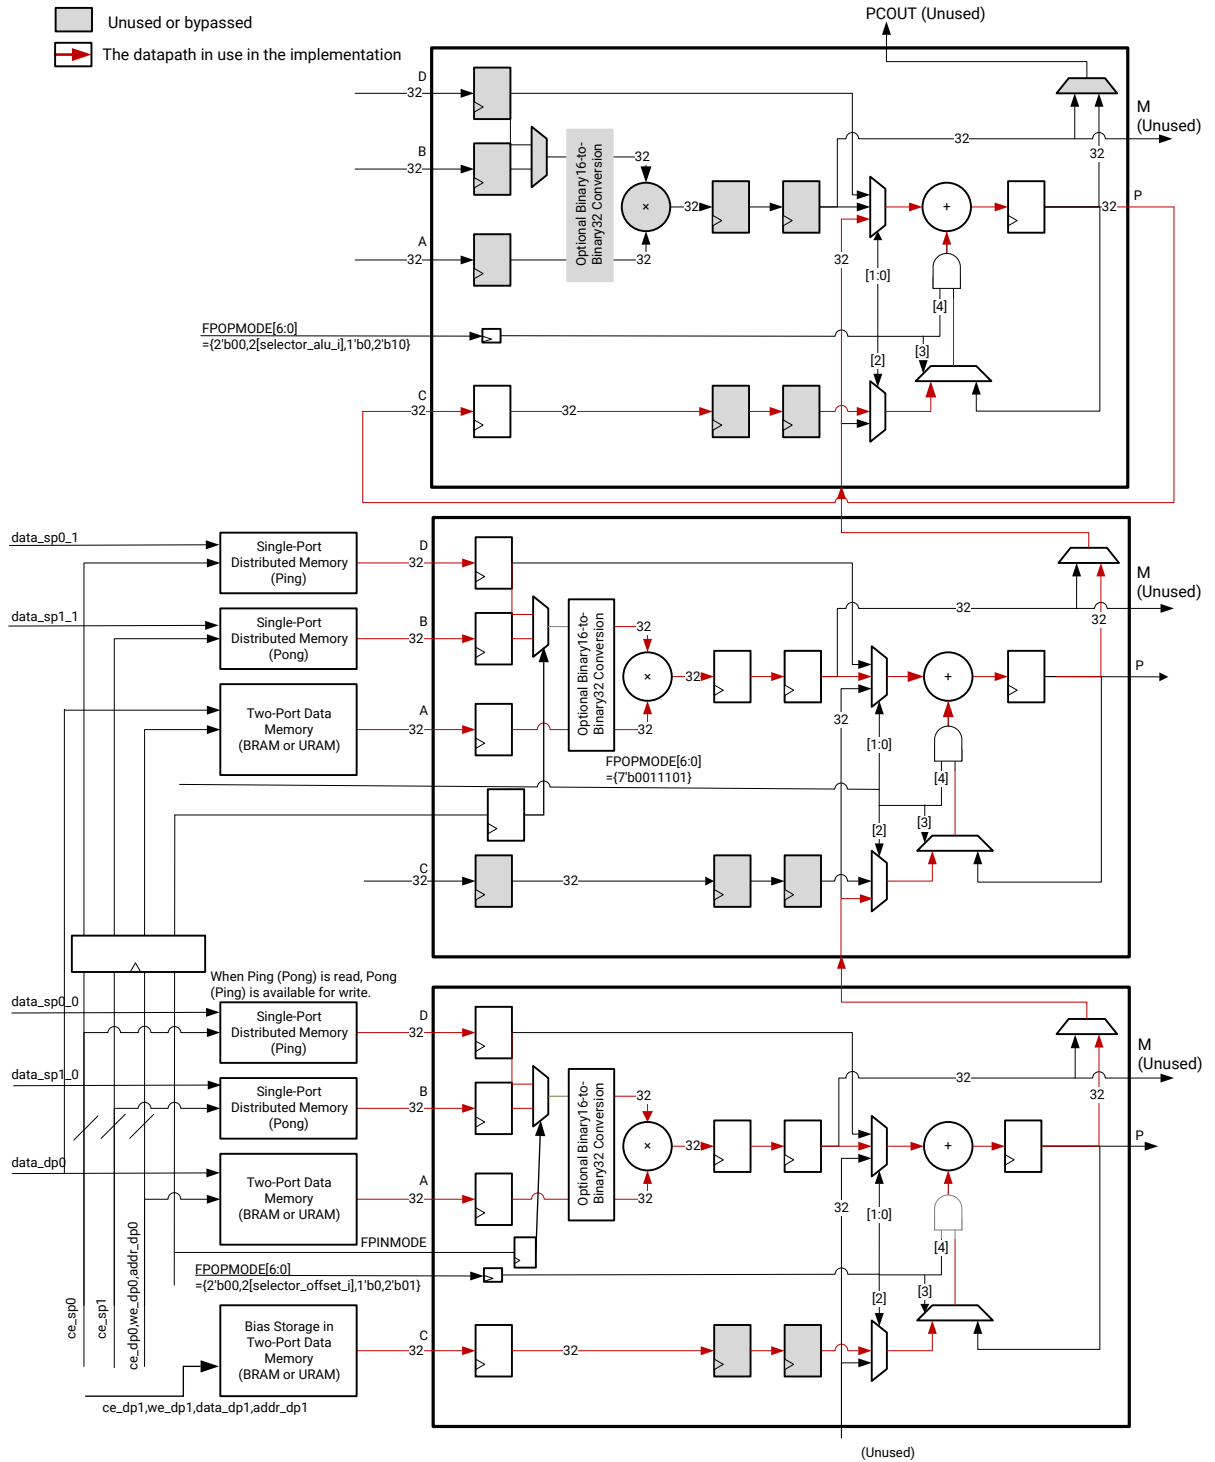 PCOUT (Unused)
Unused or bypassed
The datapath in use in the implementation
D
32
B
32
A
32
Optional Binary16-to-
Binary32 Conversion
32
×
32
32
32
M
(Unused)
32
+
32
P
32
[1:0]
[4]
FPOPMODE[6:0]
={2'b00,2[selector_alu_i],1'b0,2'b10}
[3]
[2]
C
32
32
data_sp0_1
Single-Port
Distributed Memory
(Ping)
D
32
data_sp1_1
Single-Port
Distributed Memory
(Pong)
B
32
Two-Port Data
Memory
(BRAM or URAM)
A
32
Optional Binary16-to-
Binary32 Conversion
32
×
32
32
32
M
(Unused)
32
+
P
32
[1:0]
FPOPMODE[6:0]
={7'b0011101}
[4]
[3]
[2]
C
32
32
When Ping (Pong) is read, Pong
(Ping) is available for write.
data_sp0_0
Single-Port
Distributed Memory
(Ping)
D
32
data_sp1_0
Single-Port
Distributed Memory
(Pong)
B
32
data_dp0
Two-Port Data
Memory
(BRAM or URAM)
A
32
Optional Binary16-to-
Binary32 Conversion
32
×
32
32
32
M
(Unused)
32
+
P
32
[1:0]
[4]
FPINMODE
FPOPMODE[6:0]
={2'b00,2[selector_offset_i],1'b0,2'b01}
[3]
[2]
ce_sp0
ce_sp1
ce_dp0,we_dp0,addr_dp0
Bias Storage in
Two-Port Data
Memory
(BRAM or URAM)
C
32
32
ce_dp1,we_dp1,data_dp1,addr_dp1
(Unused)